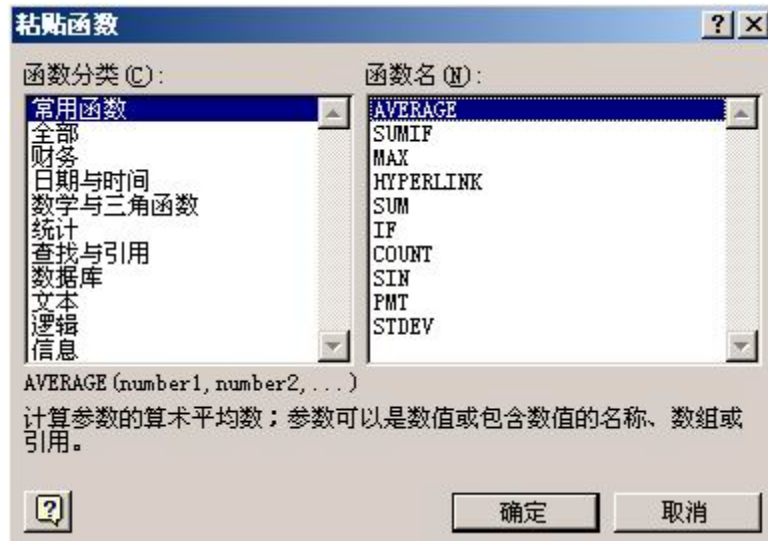 粘贴函数
函数分类(C):
函数名(N):
常用函数
全部
财务
日期与时间
数学与三角函数
统计
查找与引用
数据库
文本
逻辑
信息
AVERAGE
SUMIF
MAX
HYPERLINK
SUM
IF
COUNT
SIN
PMT
STDEV
AVERAGE(number1,number2,...)
计算参数的算术平均数；参数可以是数值或包含数值的名称、数组或
引用。
确定
取消